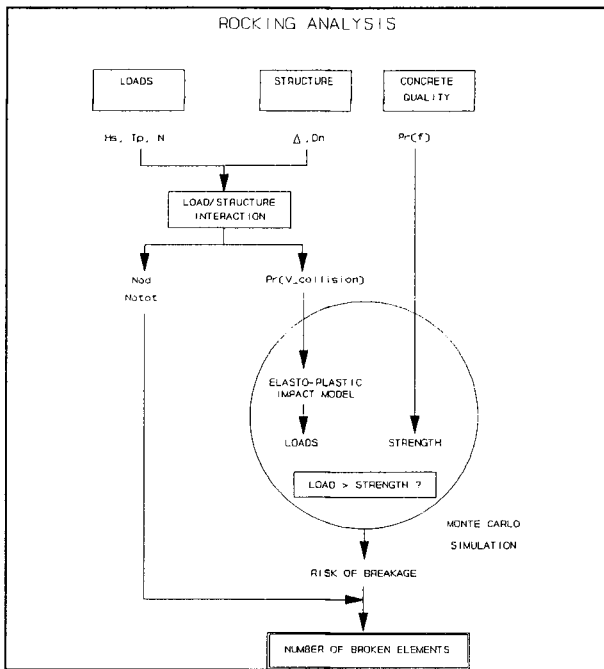 ROCKING ANALYSIS
LOADS
STRUCTURE
CONCRETE
QUALITY
Hs, Tp, N
Δ, Dn
Pr(f)
LOAD/STRUCTURE
INTERACTION
Nod
Notot
Pr(V_collision)
ELASTO-PLASTIC
IMPACT MODEL
LOADS
STRENGTH
LOAD > STRENGTH ?
MONTE CARLO
SIMULATION
RISK OF BREAKAGE
NUMBER OF BROKEN ELEMENTS